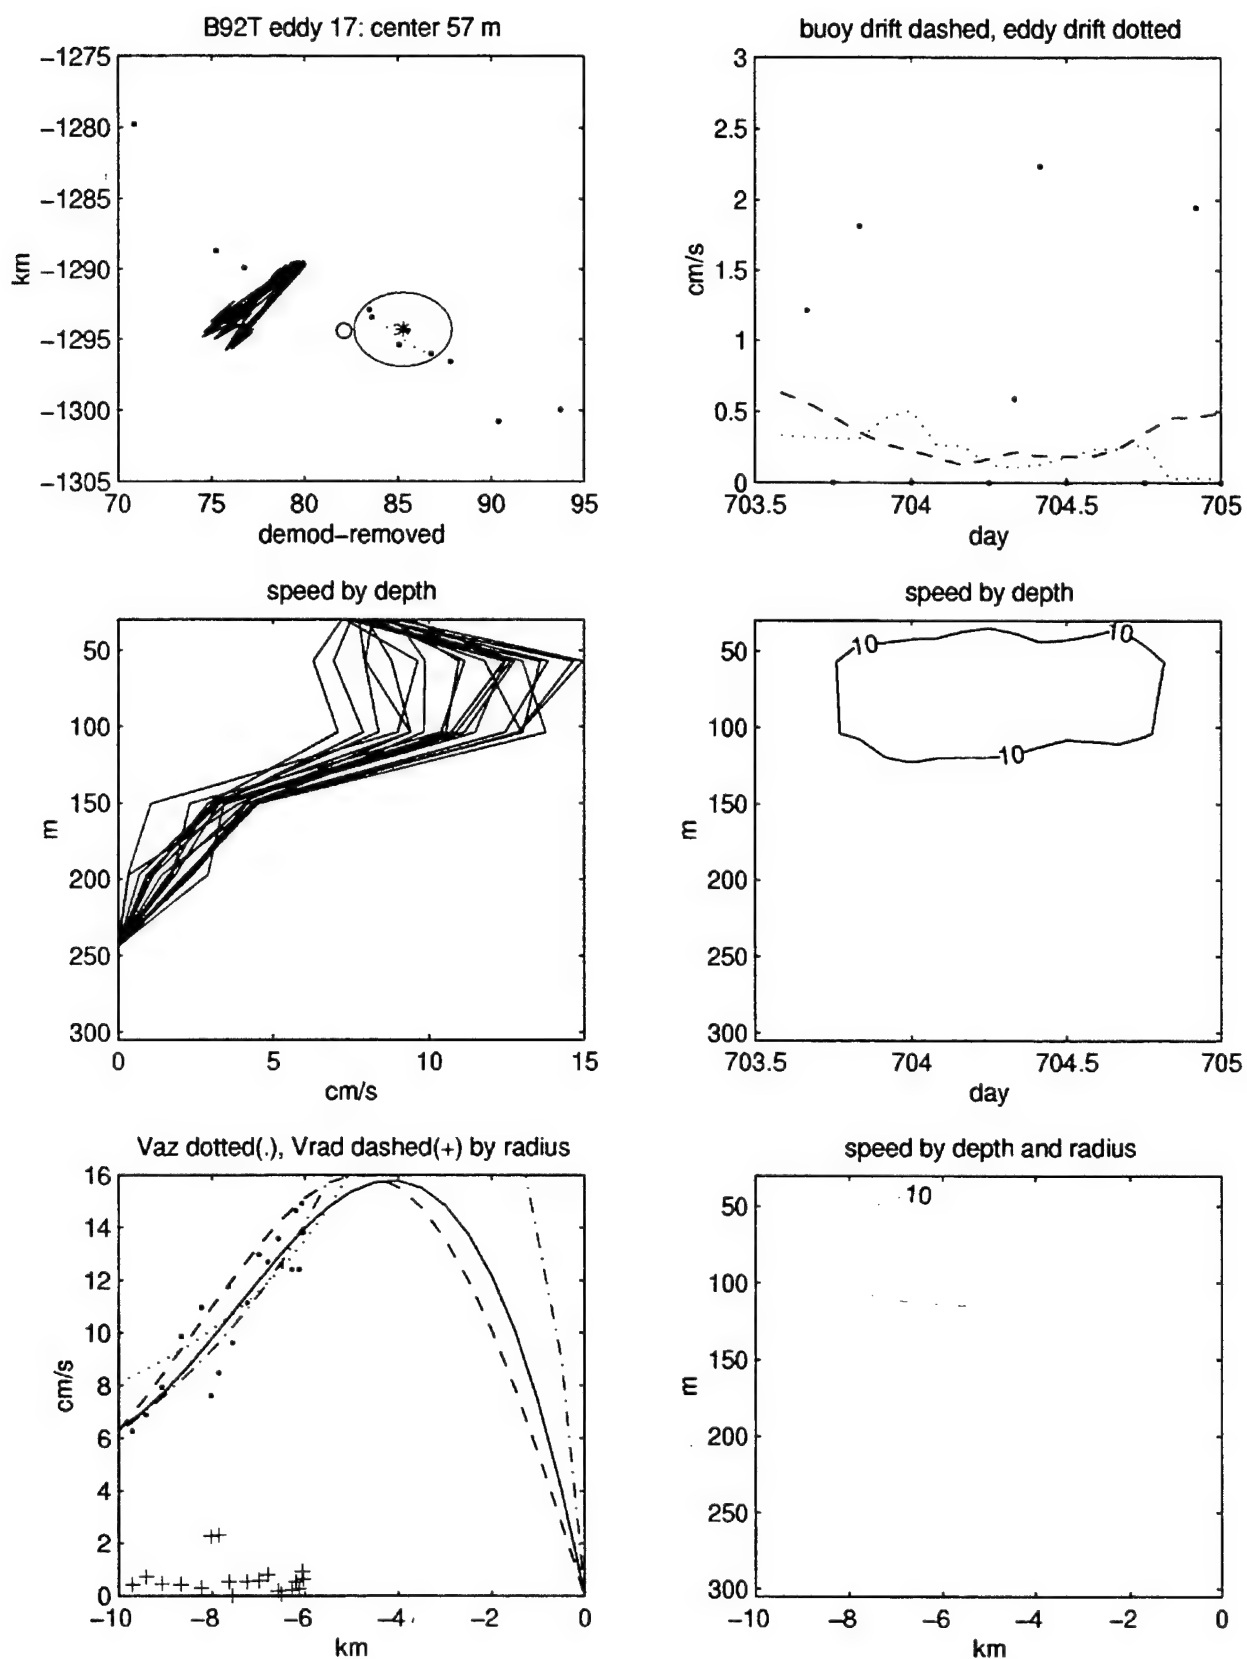 B92T eddy 17: center 57 m
−1275
−1280
−1285
−1290
−1295
−1300
−1305
km
70 75 80 85 90 95
demod−removed
buoy drift dashed, eddy drift dotted
3
2.5
2
1.5
1
0.5
0
cm/s
703.5 704 704.5 705
day
speed by depth
50
100
150
200
250
300
m
0 5 10 15
cm/s
speed by depth
50
100
150
200
250
300
m
10
10
10
703.5 704 704.5 705
day
Vaz dotted(.), Vrad dashed(+) by radius
16
14
12
10
8
6
4
2
0
cm/s
−10 −8 −6 −4 −2 0
km
speed by depth and radius
50
100
150
200
250
300
m
10
−10 −8 −6 −4 −2 0
km